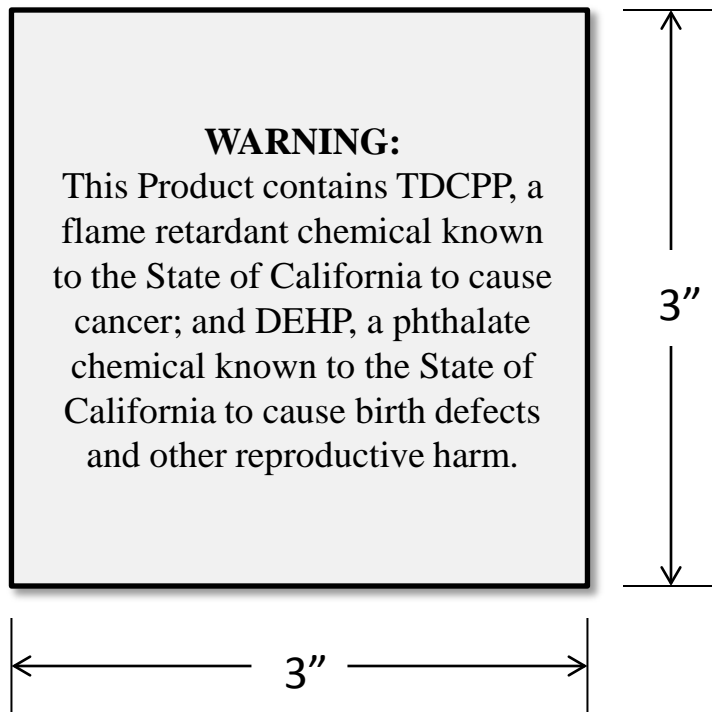 WARNING:
This Product contains TDCPP, a
flame retardant chemical known
to the State of California to cause
cancer; and DEHP, a phthalate
chemical known to the State of
California to cause birth defects
and other reproductive harm.
3”
3”